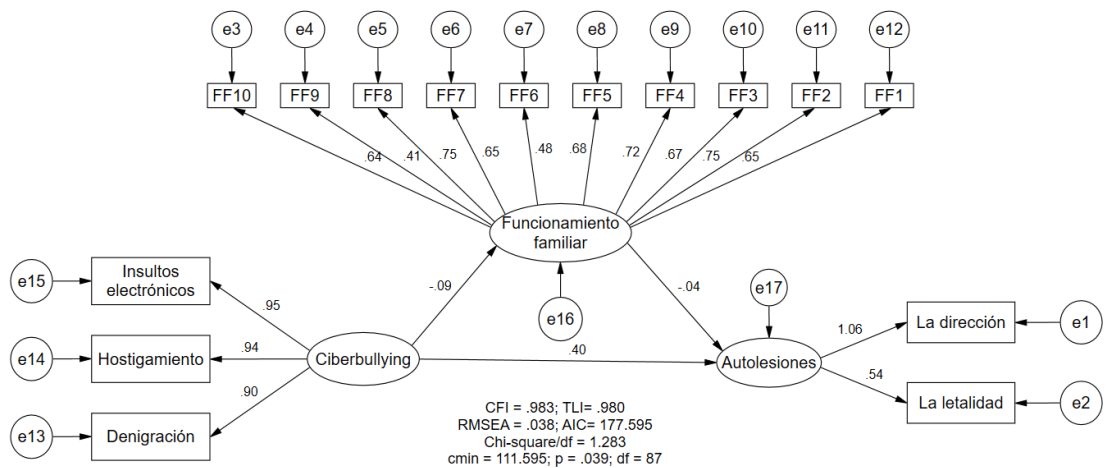 e3 e4 e5 e6 e7 e8 e9 e10 e11 e12
FF10 FF9 FF8 FF7 FF6 FF5 FF4 FF3 FF2 FF1
.64 .41 .75 .65 .48 .68 .72 .67 .75 .65
Funcionamiento
familiar
e15
Insultos
electrónicos
.95
-.09
e16
-.04
e17
1.06
La dirección
e1
e14
Hostigamiento
.94
Ciberbullying
.40
Autolesiones
.54
La letalidad
e2
.90
e13
Denigración
CFI = .983; TLI= .980
RMSEA = .038; AIC= 177.595
Chi-square/df = 1.283
cmin = 111.595; p = .039; df = 87